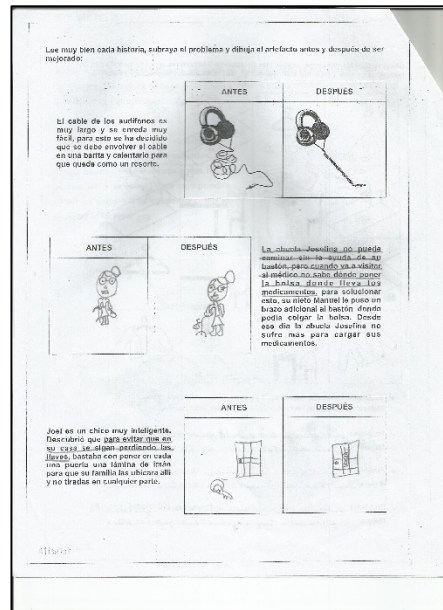 Lee muy bien cada historia, subraya el problema y dibuja el artefacto antes y después de ser
mejorado:
ANTES
DESPUÉS
El cable de los audífonos es
muy largo y se enreda muy
fácil, para esto se ha decidido
que se debe envolver el cable
en una barita y calentarlo para
que quede como un resorte.
ANTES
DESPUÉS
La abuela Josefina no puede
caminar sin la ayuda de su
bastón, pero cuando va a visitar
al médico no sabe dónde poner
la bolsa donde lleva los
medicamentos, para solucionar
esto, su nieto Manuel le puso un
brazo adicional al bastón donde
podía colgar la bolsa. Desde
ese día la abuela Josefina no
sufre más para cargar sus
medicamentos.
ANTES
DESPUÉS
Joel es un chico muy inteligente.
Descubrió que para evitar que en
su casa se sigan perdiendo las
llaves, bastaba con poner en cada
una puerta una lámina de imán
para que su familia las ubicara allí
y no tiradas en cualquier parte.